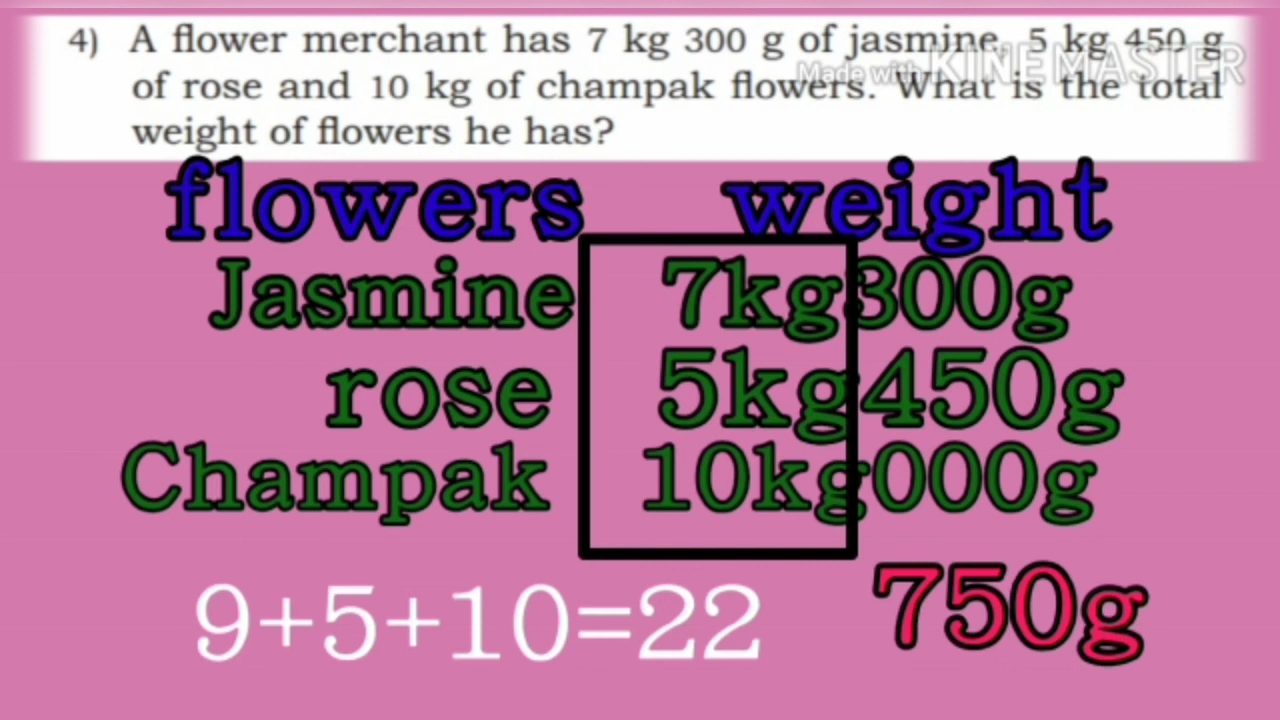 4) A flower merchant has 7 kg 300 g of jasmine, 5 kg 450 g
Made with KINEMASTER
of rose and 10 kg of champak flowers. What is the total
weight of flowers he has?
flowers weight
Jasmine 7kg 300g
rose 5kg 450g
Champak 10kg 000g
9+5+10=22 750g